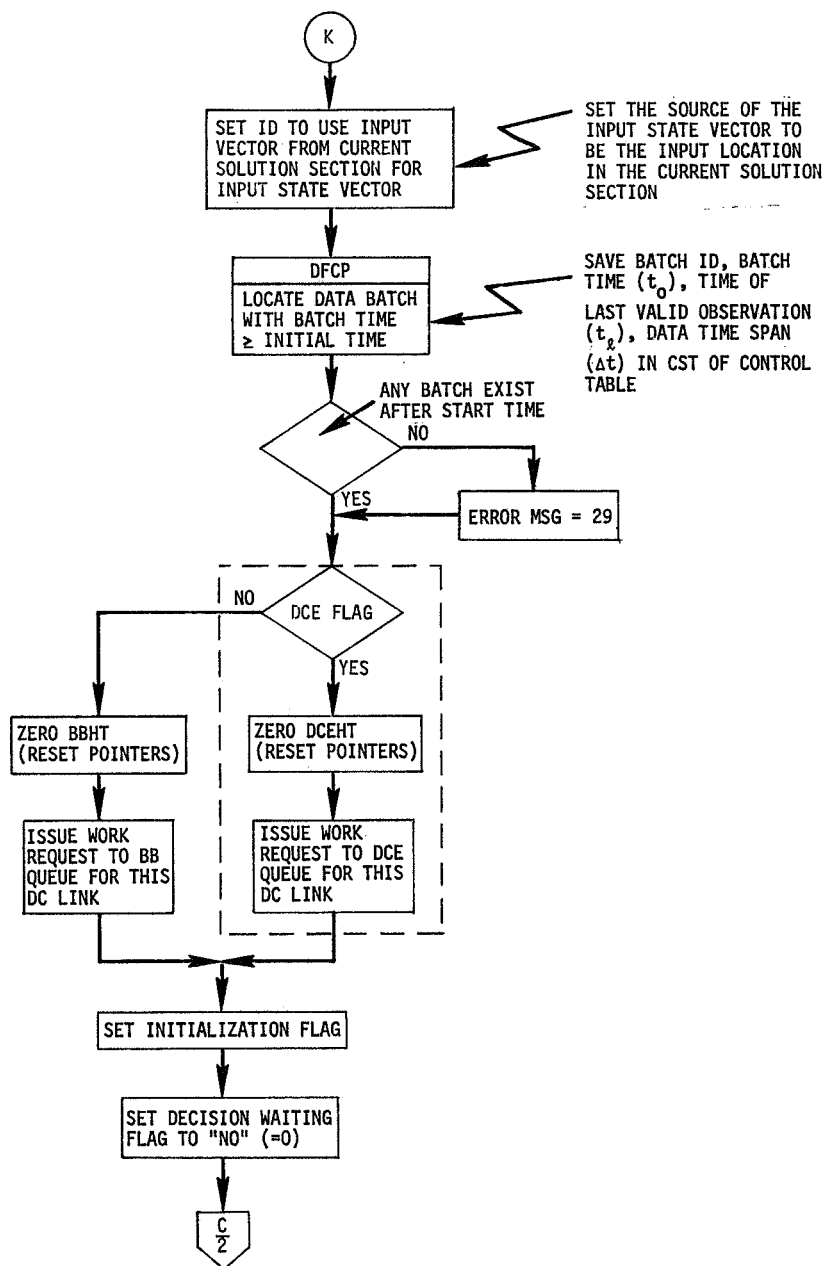 K
SET ID TO USE INPUT
VECTOR FROM CURRENT
SOLUTION SECTION FOR
INPUT STATE VECTOR
SET THE SOURCE OF THE
INPUT STATE VECTOR TO
BE THE INPUT LOCATION
IN THE CURRENT SOLUTION
SECTION
DFCP
LOCATE DATA BATCH
WITH BATCH TIME
≥ INITIAL TIME
SAVE BATCH ID, BATCH
TIME (t₀), TIME OF
LAST VALID OBSERVATION
(tℓ), DATA TIME SPAN
(Δt) IN CST OF CONTROL
TABLE
ANY BATCH EXIST
AFTER START TIME
NO
YES
ERROR MSG = 29
NO
DCE FLAG
YES
ZERO BBHT
(RESET POINTERS)
ZERO DCEHT
(RESET POINTERS)
ISSUE WORK
REQUEST TO BB
QUEUE FOR THIS
DC LINK
ISSUE WORK
REQUEST TO DCE
QUEUE FOR THIS
DC LINK
SET INITIALIZATION FLAG
SET DECISION WAITING
FLAG TO "NO" (=0)
C
2